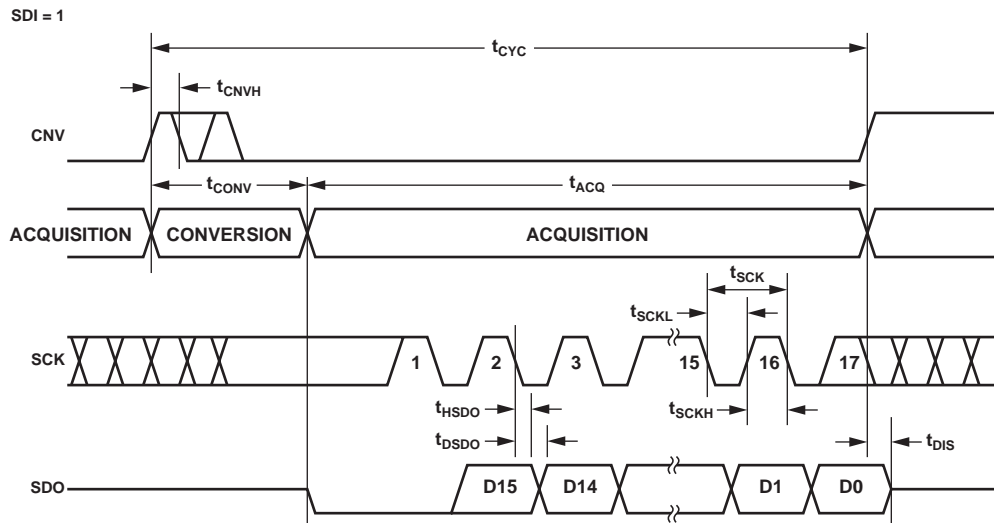 SDI = 1
tCYC
tCNVH
CNV
tCONV
tACQ
ACQUISITION CONVERSION ACQUISITION
tSCK
tSCKL
SCK 1 2 3 15 16 17
tHSDO tSCKH
tDSDO tDIS
SDO D15 D14 D1 D0